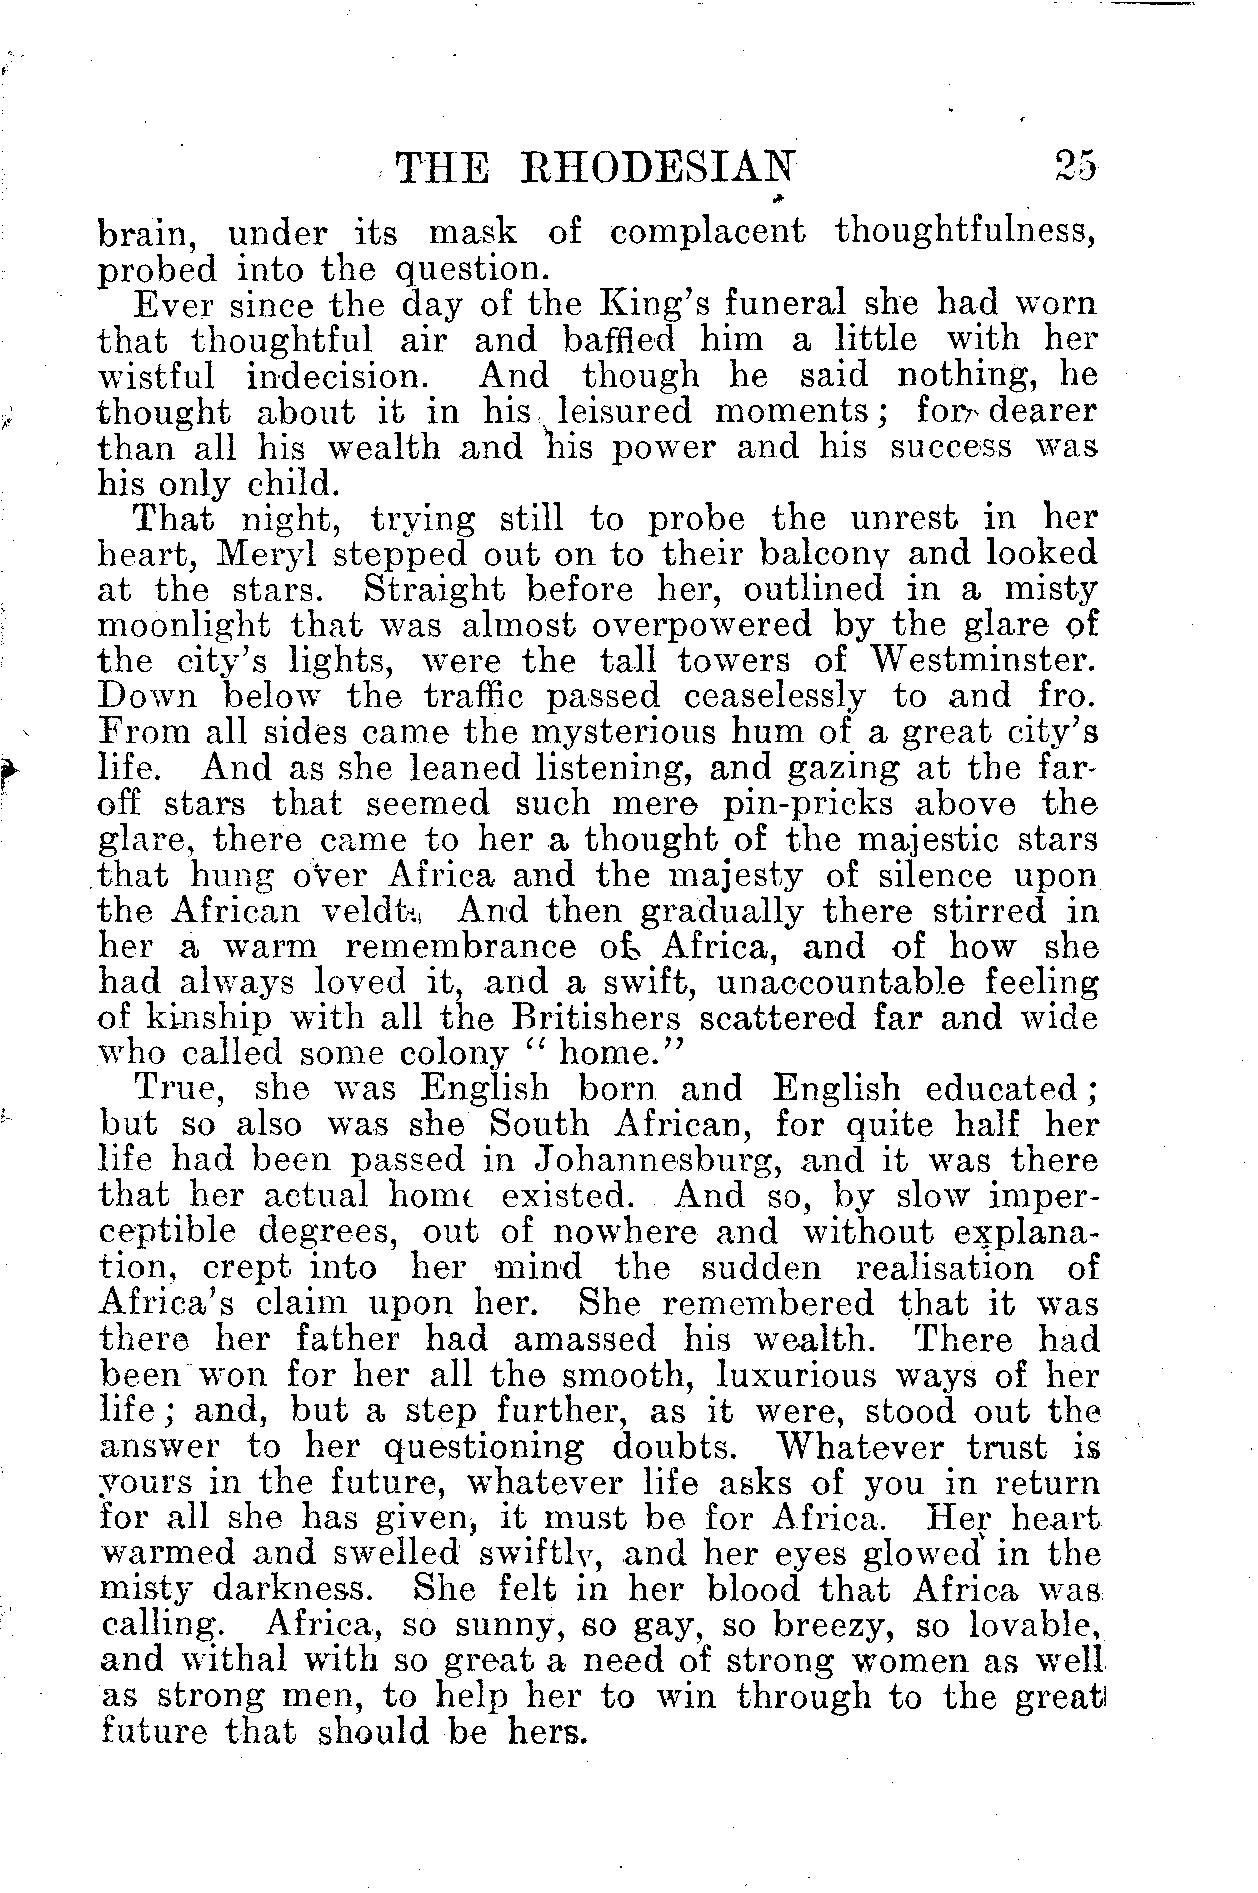 THE RHODESIAN 25
brain, under its mask of complacent thoughtfulness,
probed into the question.
Ever since the day of the King's funeral she had worn
that thoughtful air and baffled him a little with her
wistful indecision. And though he said nothing, he
thought about it in his leisured moments; for dearer
than all his wealth and his power and his success was
his only child.
That night, trying still to probe the unrest in her
heart, Meryl stepped out on to their balcony and looked
at the stars. Straight before her, outlined in a misty
moonlight that was almost overpowered by the glare of
the city's lights, were the tall towers of Westminster.
Down below the traffic passed ceaselessly to and fro.
From all sides came the mysterious hum of a great city's
life. And as she leaned listening, and gazing at the far-
off stars that seemed such mere pin-pricks above the
glare, there came to her a thought of the majestic stars
that hung over Africa and the majesty of silence upon
the African veldt. And then gradually there stirred in
her a warm remembrance of Africa, and of how she
had always loved it, and a swift, unaccountable feeling
of kinship with all the Britishers scattered far and wide
who called some colony " home."
True, she was English born and English educated;
but so also was she South African, for quite half her
life had been passed in Johannesburg, and it was there
that her actual home existed. And so, by slow imper-
ceptible degrees, out of nowhere and without explana-
tion, crept into her mind the sudden realisation of
Africa's claim upon her. She remembered that it was
there her father had amassed his wealth. There had
been won for her all the smooth, luxurious ways of her
life; and, but a step further, as it were, stood out the
answer to her questioning doubts. Whatever trust is
yours in the future, whatever life asks of you in return
for all she has given, it must be for Africa. Her heart
warmed and swelled swiftly, and her eyes glowed in the
misty darkness. She felt in her blood that Africa was
calling. Africa, so sunny, so gay, so breezy, so lovable,
and withal with so great a need of strong women as well
as strong men, to help her to win through to the great
future that should be hers.